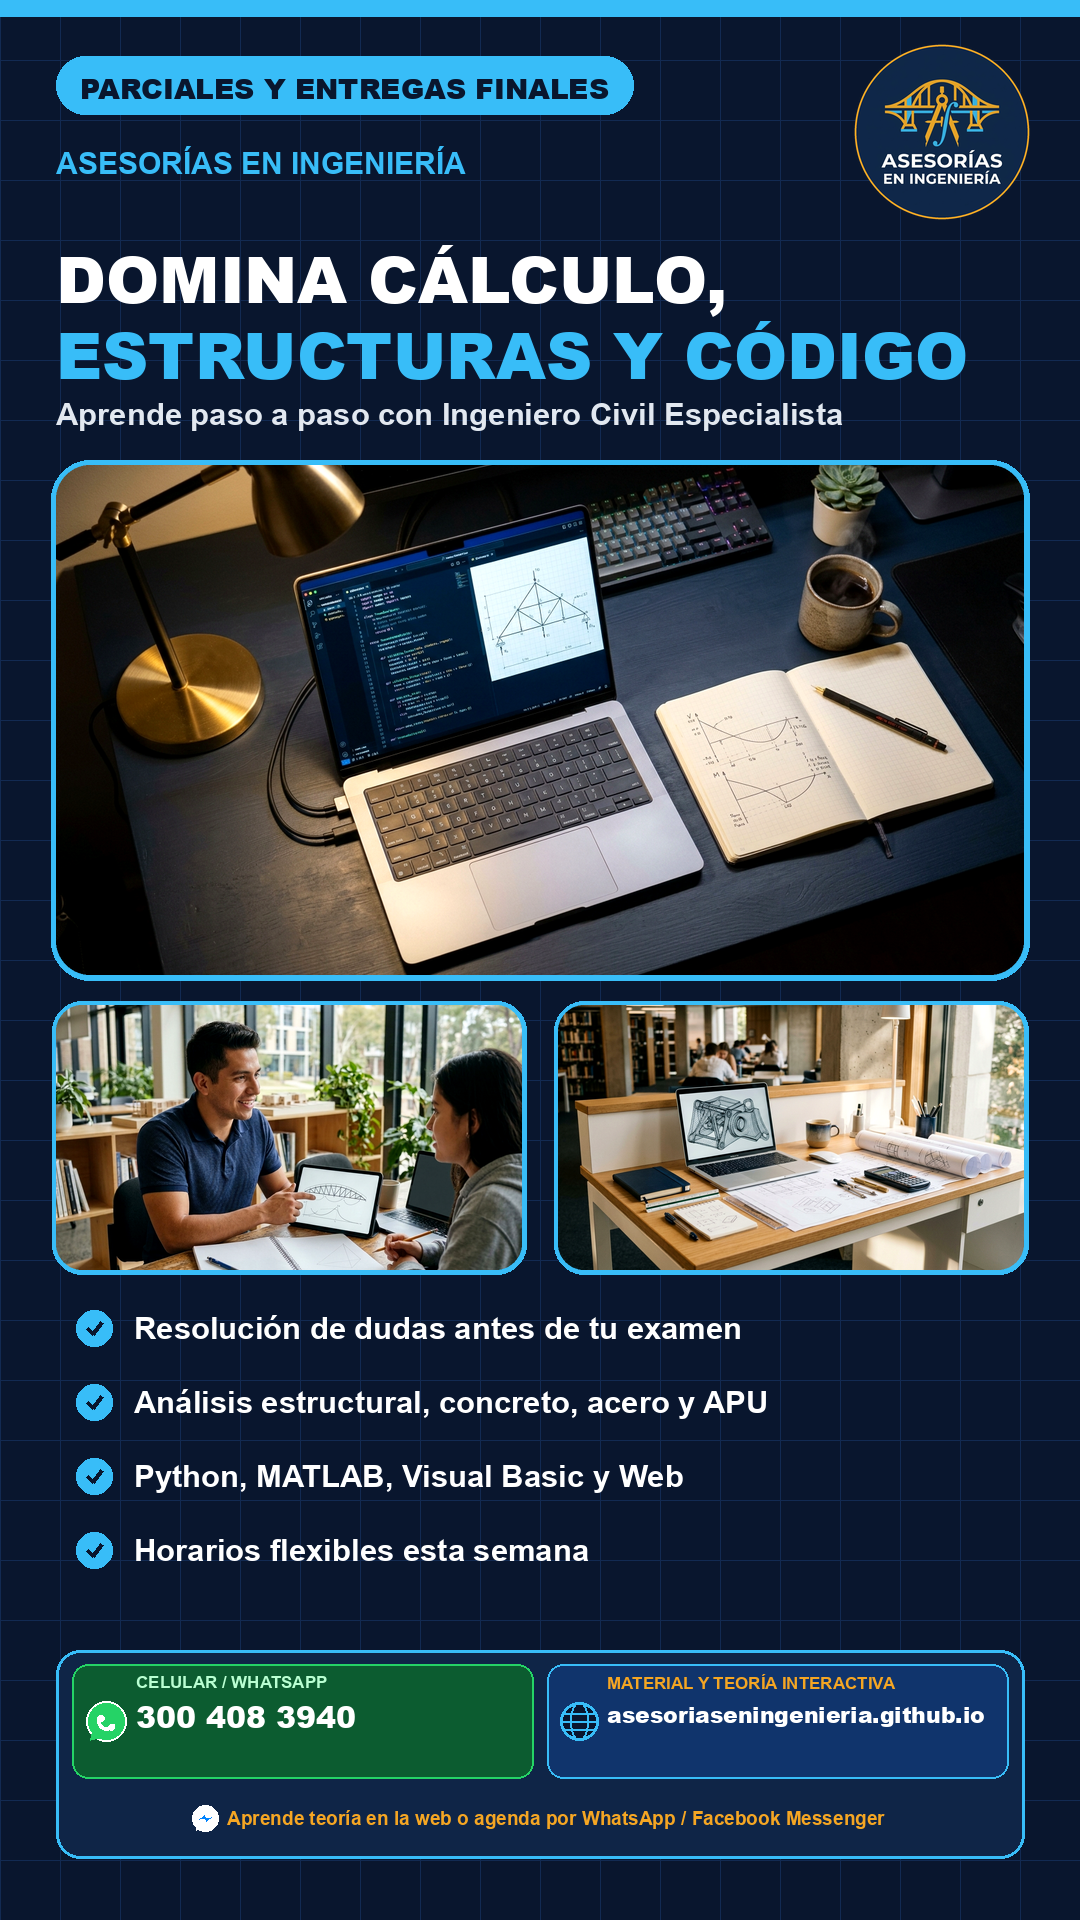 PARCIALES Y ENTREGAS FINALES
ASESORÍAS EN INGENIERÍA
ASESORÍAS
EN INGENIERÍA
DOMINA CÁLCULO,
ESTRUCTURAS Y CÓDIGO
Aprende paso a paso con Ingeniero Civil Especialista
Resolución de dudas antes de tu examen
Análisis estructural, concreto, acero y APU
Python, MATLAB, Visual Basic y Web
Horarios flexibles esta semana
CELULAR / WHATSAPP
300 408 3940
MATERIAL Y TEORÍA INTERACTIVA
asesoriaseningenieria.github.io
Aprende teoría en la web o agenda por WhatsApp / Facebook Messenger